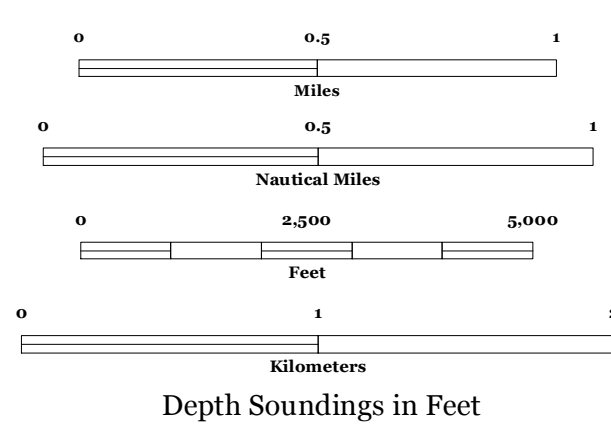 0 0.5 1
Miles
0 0.5 1
Nautical Miles
0 2,500 5,000
Feet
0 1
Kilometers
Depth Soundings in Feet